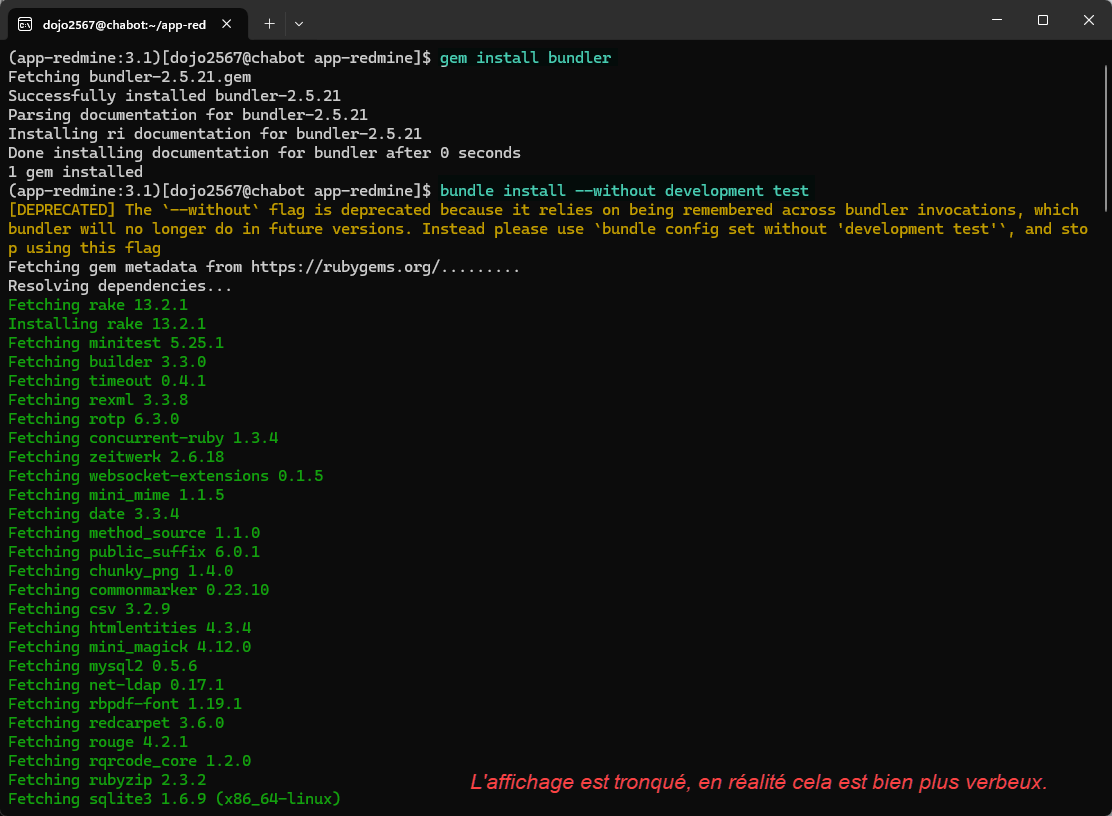 dojo2567@chabot:~/app-red
(app-redmine:3.1)[dojo2567@chabot app-redmine]$ gem install bundler
Fetching bundler-2.5.21.gem
Successfully installed bundler-2.5.21
Parsing documentation for bundler-2.5.21
Installing ri documentation for bundler-2.5.21
Done installing documentation for bundler after 0 seconds
1 gem installed
(app-redmine:3.1)[dojo2567@chabot app-redmine]$ bundle install --without development test
[DEPRECATED] The `--without` flag is deprecated because it relies on being remembered across bundler invocations, which
bundler will no longer do in future versions. Instead please use `bundle config set without 'development test'`, and sto
p using this flag
Fetching gem metadata from https://rubygems.org/.........
Resolving dependencies...
Fetching rake 13.2.1
Installing rake 13.2.1
Fetching minitest 5.25.1
Fetching builder 3.3.0
Fetching timeout 0.4.1
Fetching rexml 3.3.8
Fetching rotp 6.3.0
Fetching concurrent-ruby 1.3.4
Fetching zeitwerk 2.6.18
Fetching websocket-extensions 0.1.5
Fetching mini_mime 1.1.5
Fetching date 3.3.4
Fetching method_source 1.1.0
Fetching public_suffix 6.0.1
Fetching chunky_png 1.4.0
Fetching commonmarker 0.23.10
Fetching csv 3.2.9
Fetching htmlentities 4.3.4
Fetching mini_magick 4.12.0
Fetching mysql2 0.5.6
Fetching net-ldap 0.17.1
Fetching rbpdf-font 1.19.1
Fetching redcarpet 3.6.0
Fetching rouge 4.2.1
Fetching rqrcode_core 1.2.0
Fetching rubyzip 2.3.2
Fetching sqlite3 1.6.9 (x86_64-linux)
L'affichage est tronqué, en réalité cela est bien plus verbeux.